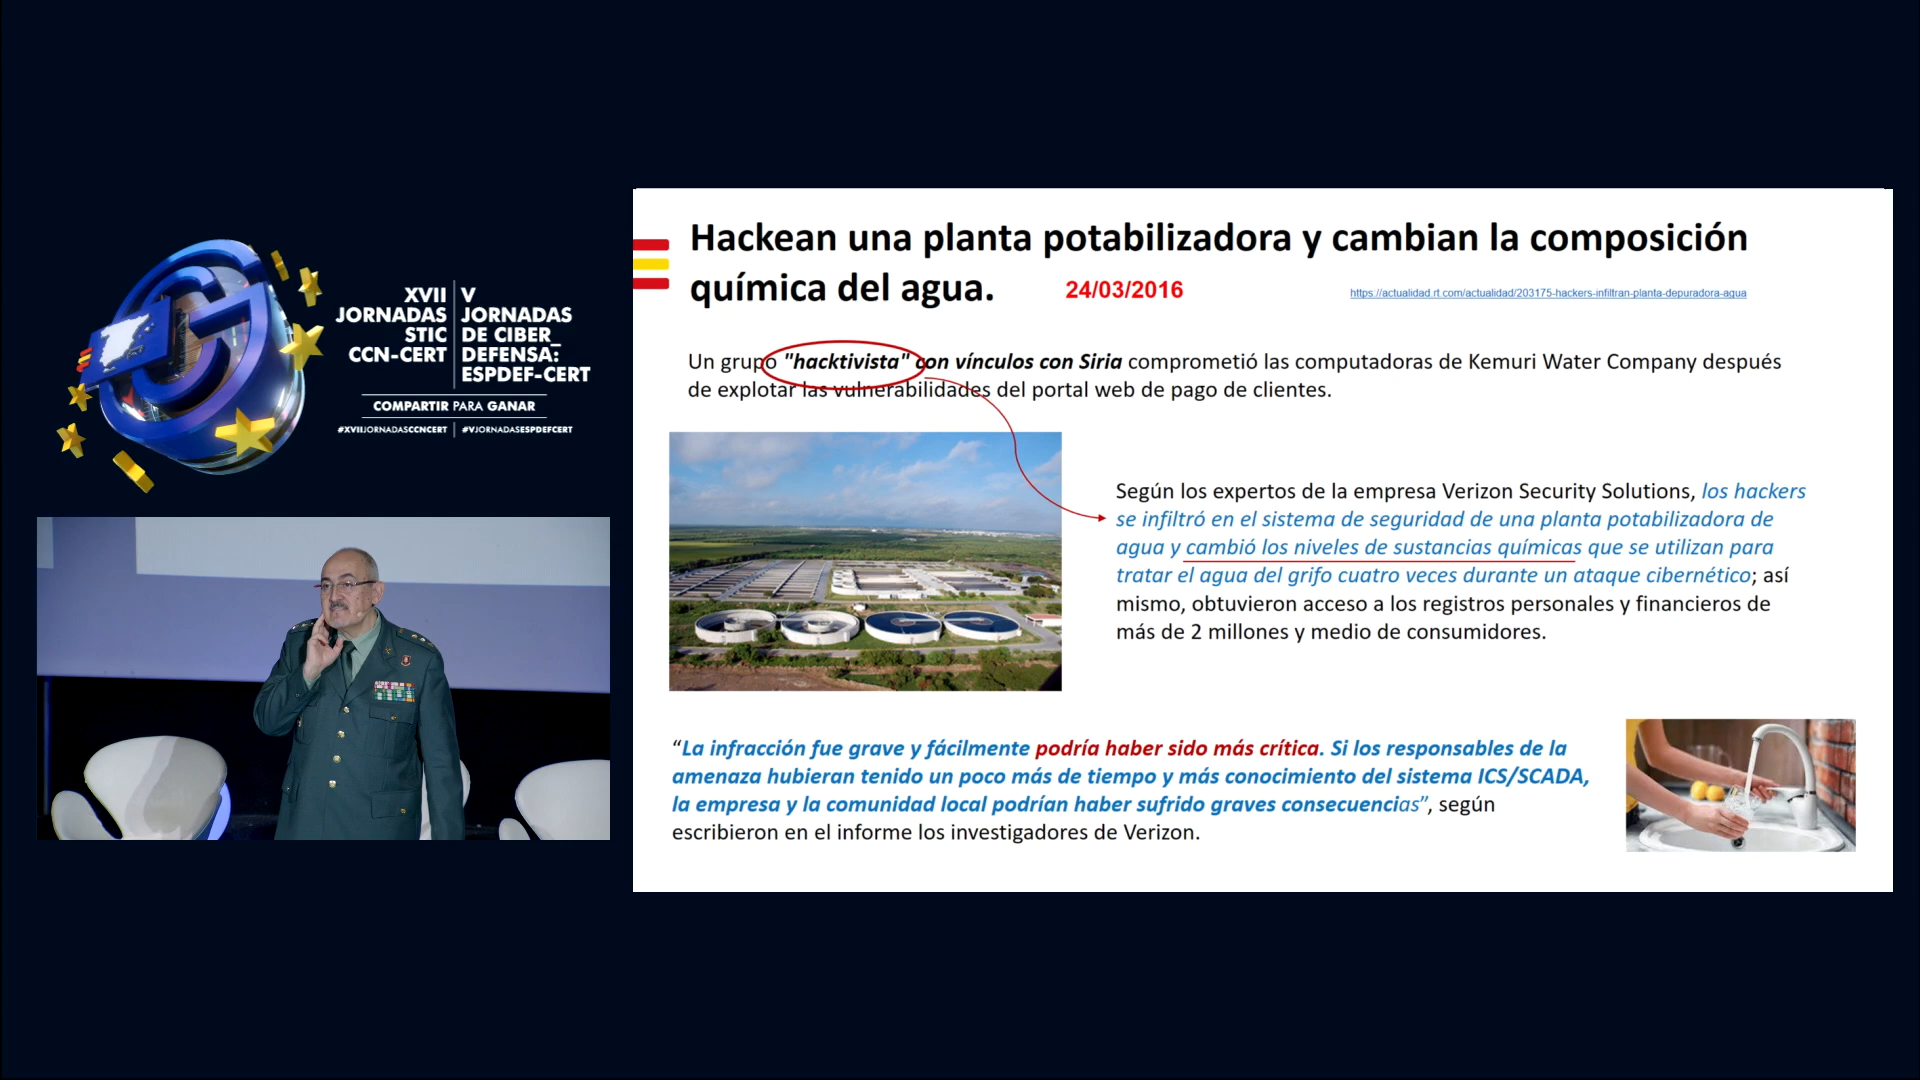 XVII
JORNADAS
STIC
CCN-CERT
V
JORNADAS
DE CIBER_
DEFENSA:
ESPDEF-CERT
COMPARTIR PARA GANAR
#XVIIJORNADASCCNCERT
#VJORNADASESPDEFCERT
Hackean una planta potabilizadora y cambian la composición
química del agua.
24/03/2016
https://actualidad.rt.com/actualidad/203175-hackers-infiltran-planta-depuradora-agua
Un grupo "hacktivista" con vínculos con Siria comprometió las computadoras de Kemuri Water Company después
de explotar las vulnerabilidades del portal web de pago de clientes.
Según los expertos de la empresa Verizon Security Solutions, los hackers
se infiltró en el sistema de seguridad de una planta potabilizadora de
agua y cambió los niveles de sustancias químicas que se utilizan para
tratar el agua del grifo cuatro veces durante un ataque cibernético; así
mismo, obtuvieron acceso a los registros personales y financieros de
más de 2 millones y medio de consumidores.
“La infracción fue grave y fácilmente podría haber sido más crítica. Si los responsables de la
amenaza hubieran tenido un poco más de tiempo y más conocimiento del sistema ICS/SCADA,
la empresa y la comunidad local podrían haber sufrido graves consecuencias”, según
escribieron en el informe los investigadores de Verizon.